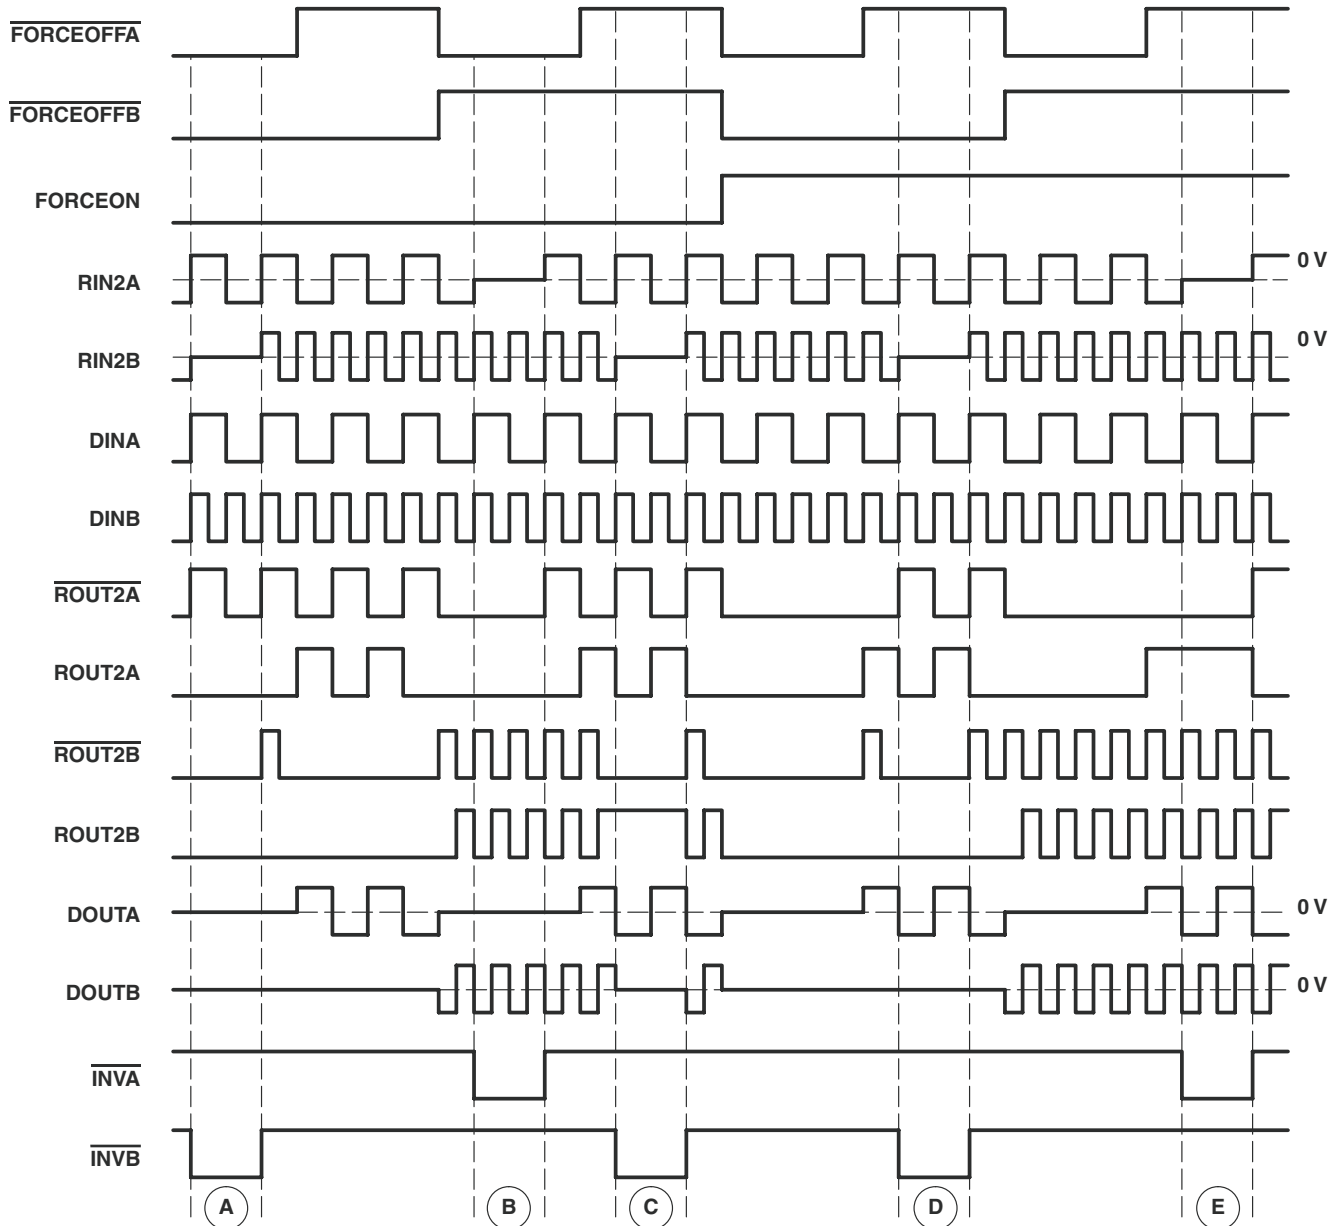 FORCEOFFA
FORCEOFFB
FORCEON
RIN2A
0 V
RIN2B
0 V
DINA
DINB
ROUT2A
ROUT2A
ROUT2B
ROUT2B
DOUTA
0 V
DOUTB
0 V
INVA
INVB
A
B
C
D
E